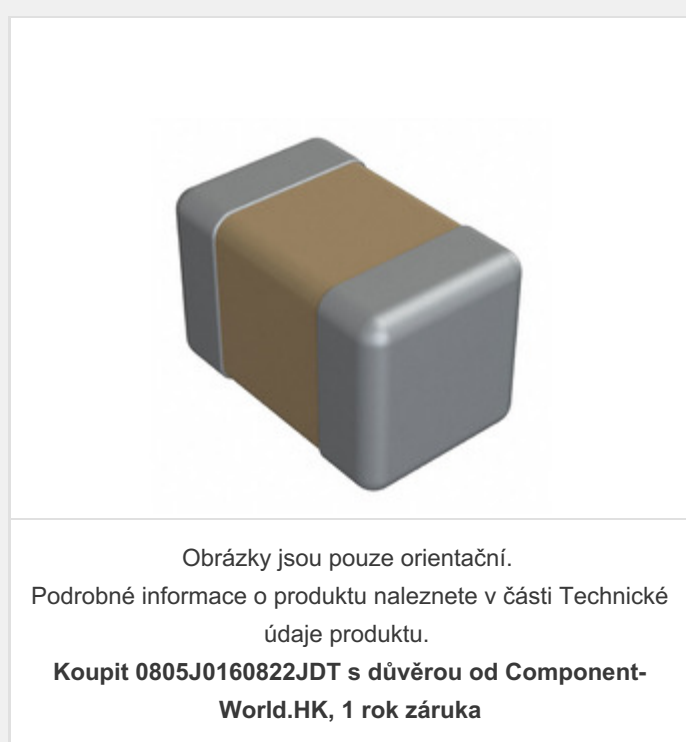 Obrázky jsou pouze orientační.
Podrobné informace o produktu naleznete v části Technické
údaje produktu.
Koupit 0805J0160822JDT s důvěrou od Component-
World.HK, 1 rok záruka